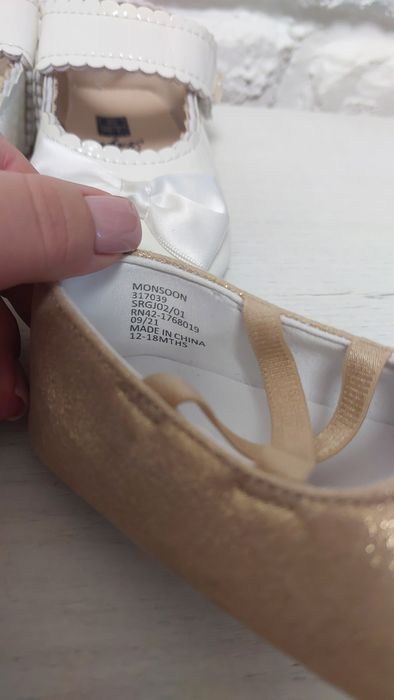 MONSOON
317039
SRGJ02/01
RN42-1768019
09/21
MADE IN CHINA
12-18MTHS